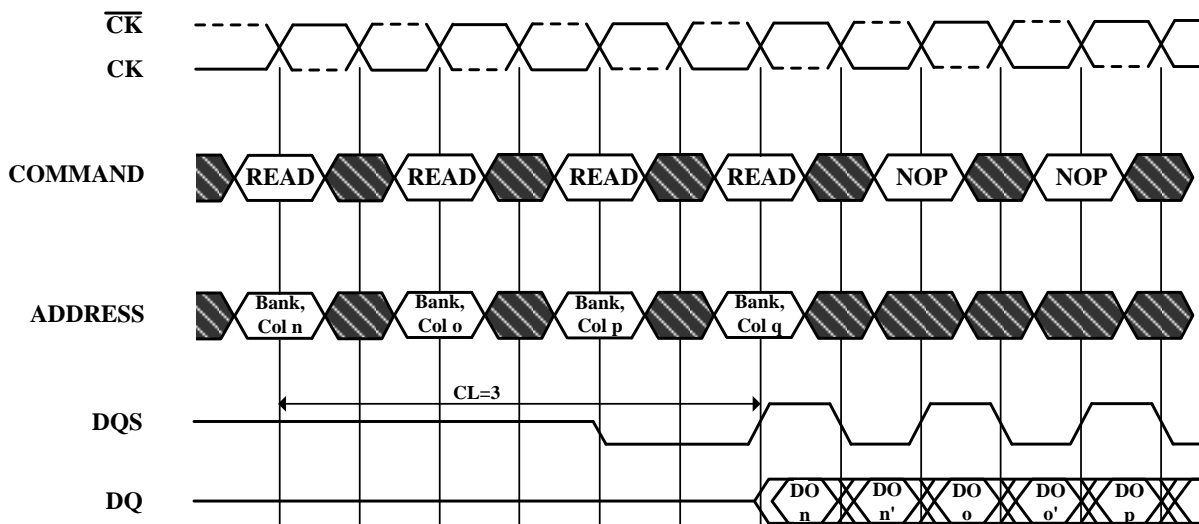 CK
CK
COMMAND
READ
READ
READ
READ
NOP
NOP
ADDRESS
Bank,
Col n
Bank,
Col o
Bank,
Col p
Bank,
Col q
CL=3
DQS
DQ
DO
n
DO
n'
DO
o
DO
o'
DO
p